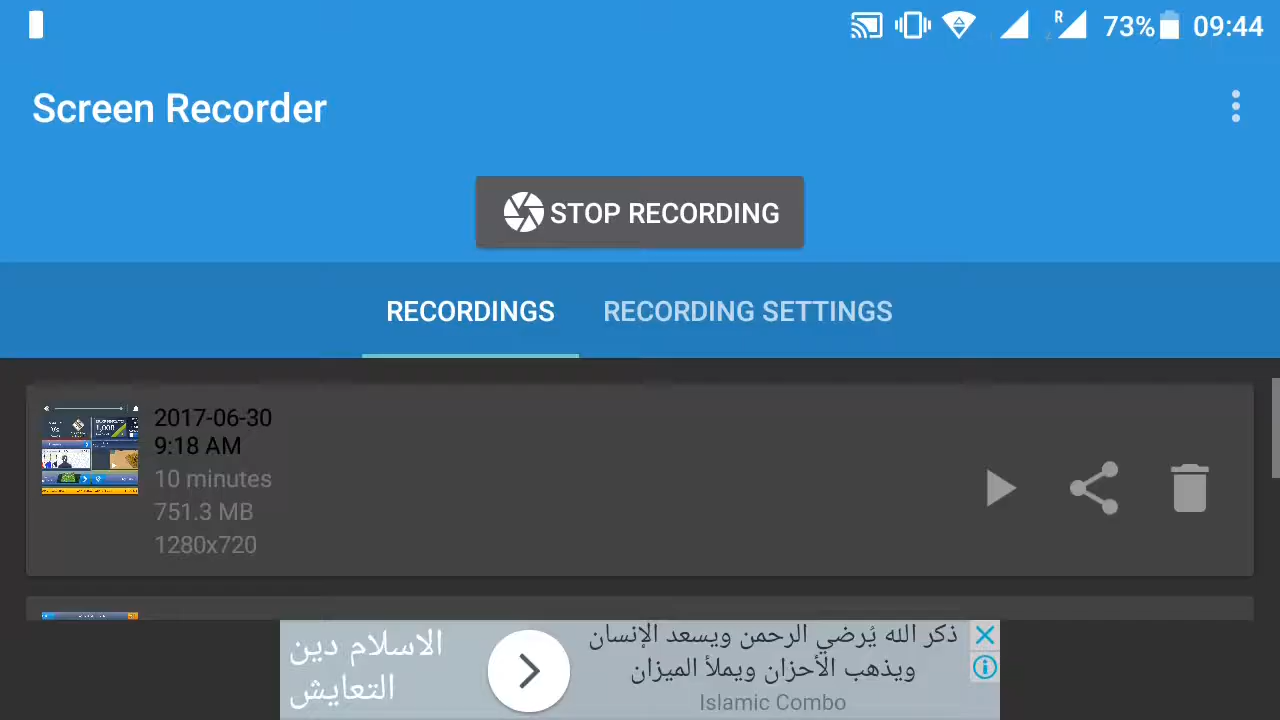 R
73%
09:44
Screen Recorder
STOP RECORDING
RECORDINGS
RECORDING SETTINGS
2017-06-30
9:18 AM
10 minutes
751.3 MB
1280x720
الاسلام دين
التعايش
ذكر الله يُرضي الرحمن ويسعد الإنسان
ويذهب الأحزان ويملأ الميزان
Islamic Combo